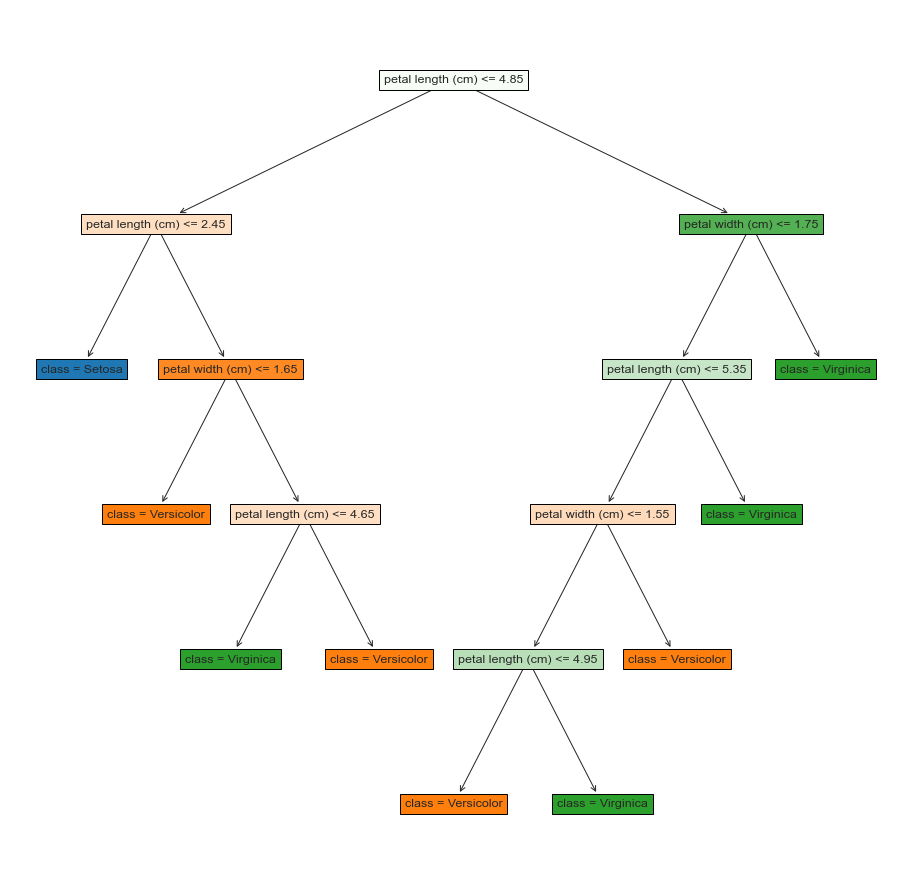 petal length (cm) <= 4.85
petal length (cm) <= 2.45
petal width (cm) <= 1.75
class = Setosa
petal width (cm) <= 1.65
petal length (cm) <= 5.35
class = Virginica
class = Versicolor
petal length (cm) <= 4.65
petal width (cm) <= 1.55
class = Virginica
class = Virginica
class = Versicolor
petal length (cm) <= 4.95
class = Versicolor
class = Versicolor
class = Virginica